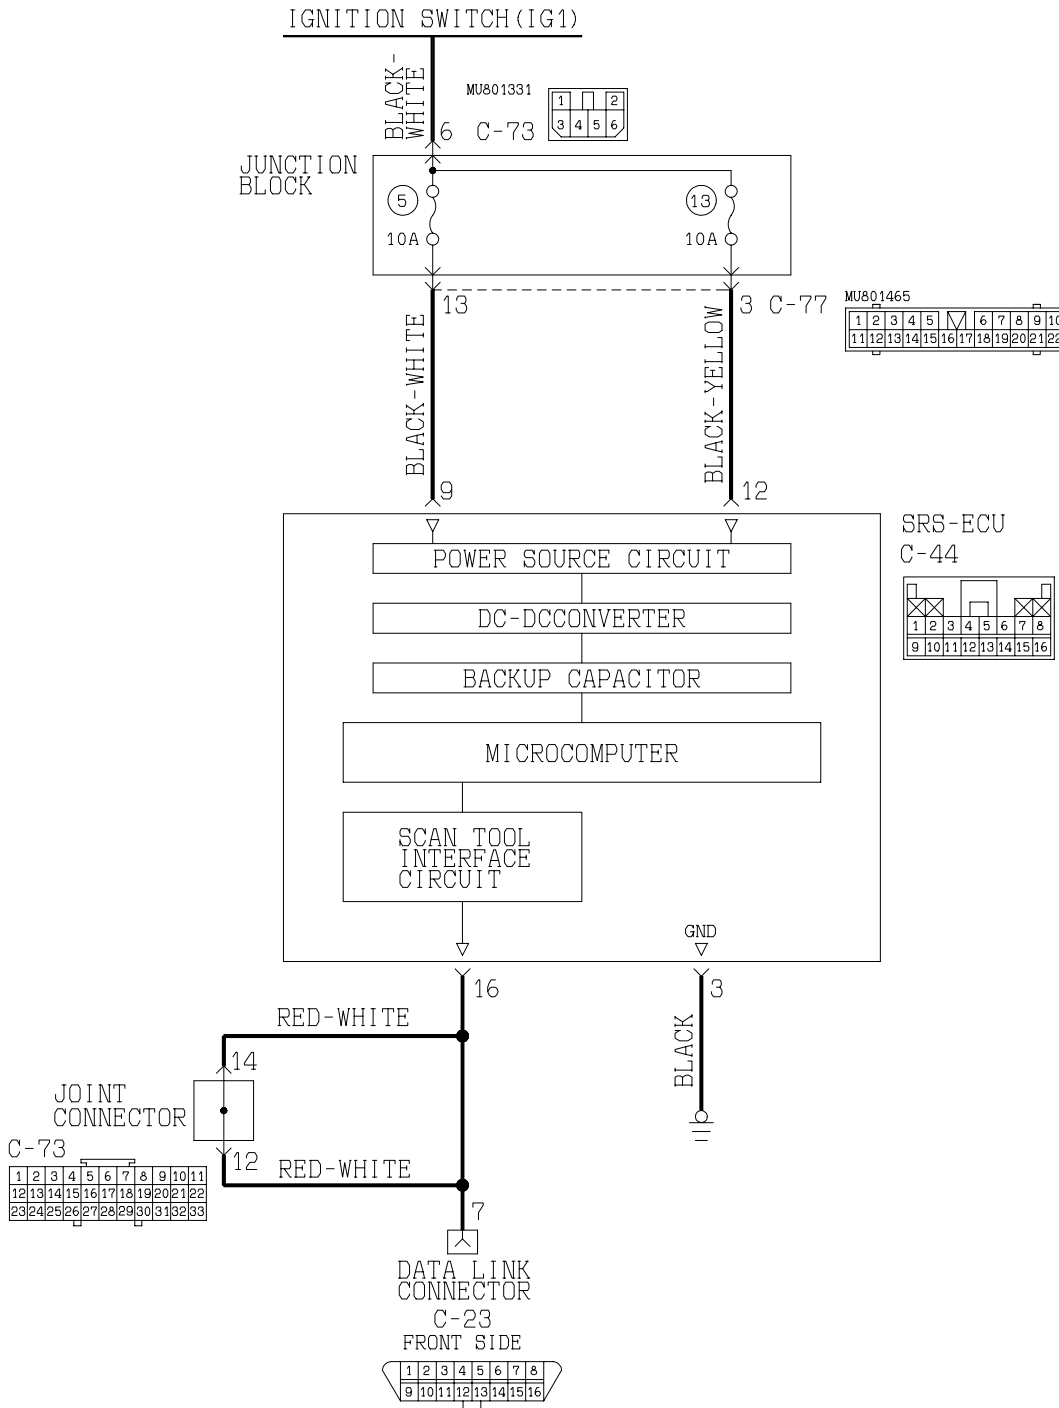 IGNITION SWITCH(IG1)
BLACK-
WHITE
MU801331
1 2
3 4 5 6
6 C-73
JUNCTION
BLOCK
5
13
10A
10A
13
3 C-77
MU801465
1 2 3 4 5 6 7 8 9 10
11 12 13 14 15 16 17 18 19 20 21 22
BLACK-WHITE
BLACK-YELLOW
9
12
SRS-ECU
C-44
1 2 3 4 5 6 7 8
9 10 11 12 13 14 15 16
POWER SOURCE CIRCUIT
DC-DCCONVERTER
BACKUP CAPACITOR
MICROCOMPUTER
SCAN TOOL
INTERFACE
CIRCUIT
GND
16
3
RED-WHITE
BLACK
14
JOINT
CONNECTOR
C-73
1 2 3 4 5 6 7 8 9 10 11
12 13 14 15 16 17 18 19 20 21 22
23 24 25 26 27 28 29 30 31 32 33
12
RED-WHITE
7
DATA LINK
CONNECTOR
C-23
FRONT SIDE
1 2 3 4 5 6 7 8
9 10 11 12 13 14 15 16